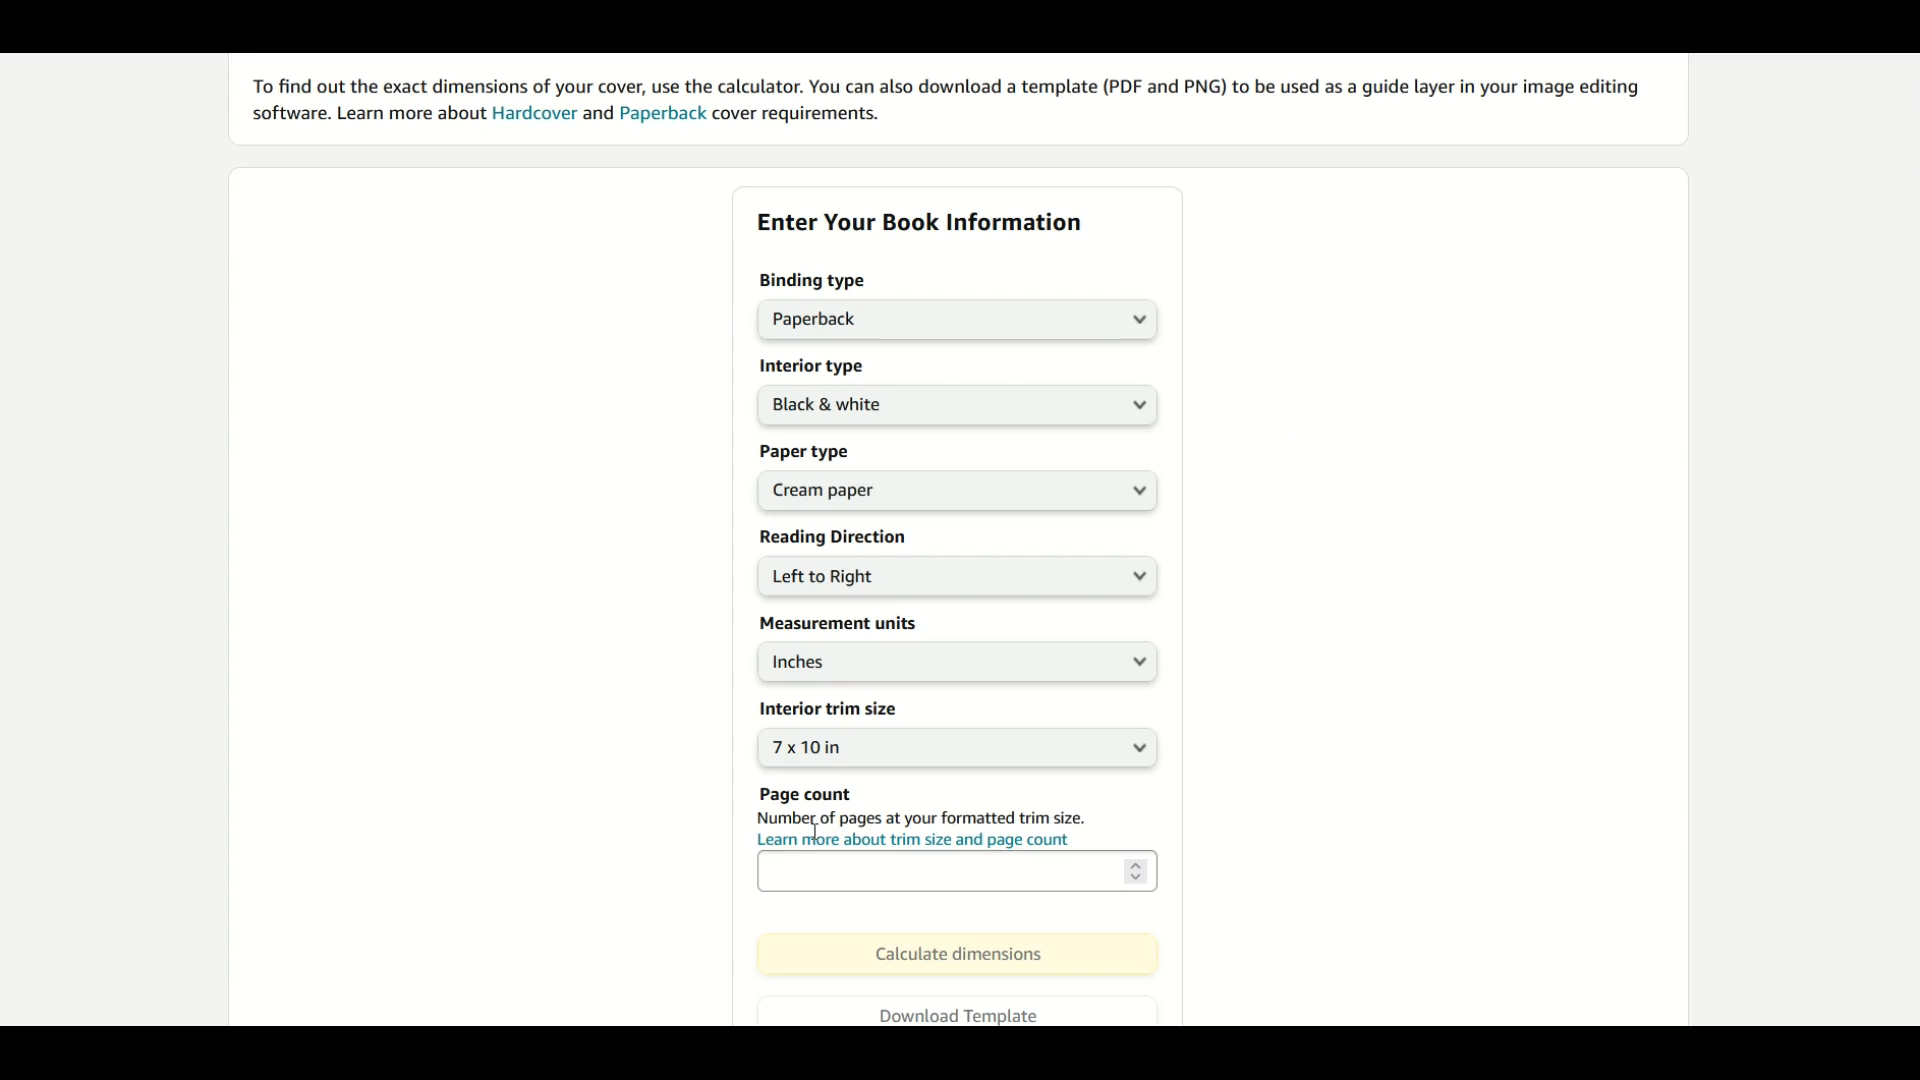 To find out the exact dimensions of your cover, use the calculator. You can also download a template (PDF and PNG) to be used as a guide layer in your image editing
software. Learn more about Hardcover and Paperback cover requirements.
Enter Your Book Information
Binding type
Paperback
Interior type
Black & white
Paper type
Cream paper
Reading Direction
Left to Right
Measurement units
Inches
Interior trim size
7 x 10 in
Page count
Number of pages at your formatted trim size.
Learn more about trim size and page count
Calculate dimensions
Download Template